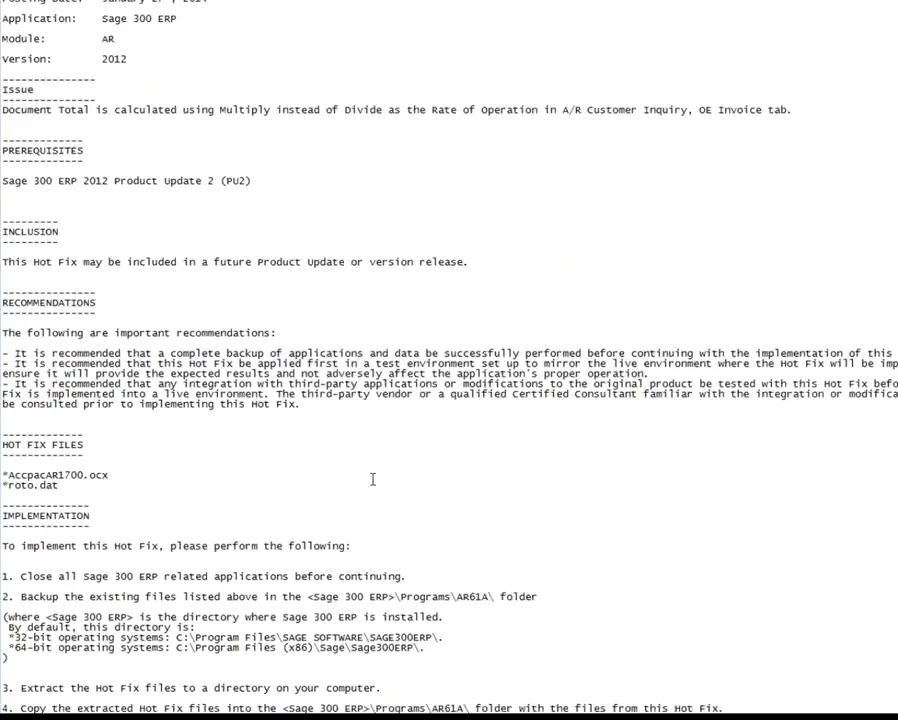 Application: Sage 300 ERP
Module: AR
Version: 2012
---------------
Issue
---------------
Document Total is calculated using Multiply instead of Divide as the Rate of Operation in A/R Customer Inquiry, OE Invoice tab.
-------------
PREREQUISITES
-------------
Sage 300 ERP 2012 Product Update 2 (PU2)
---------
INCLUSION
---------
This Hot Fix may be included in a future Product Update or version release.
---------------
RECOMMENDATIONS
---------------
The following are important recommendations:
- It is recommended that a complete backup of applications and data be successfully performed before continuing with the implementation of this
- It is recommended that this Hot Fix be applied first in a test environment set up to mirror the live environment where the Hot Fix will be imp
ensure it will provide the expected results and not adversely affect the application's proper operation.
- It is recommended that any integration with third-party applications or modifications to the original product be tested with this Hot Fix befo
Fix is implemented into a live environment. The third-party vendor or a qualified Certified Consultant familiar with the integration or modifica
be consulted prior to implementing this Hot Fix.
-------------
HOT FIX FILES
-------------
*AccpacAR1700.ocx
*roto.dat
--------------
IMPLEMENTATION
--------------
To implement this Hot Fix, please perform the following:
1. Close all Sage 300 ERP related applications before continuing.
2. Backup the existing files listed above in the <Sage 300 ERP>\Programs\AR61A\ folder
(where <Sage 300 ERP> is the directory where Sage 300 ERP is installed.
By default, this directory is:
*32-bit operating systems: C:\Program Files\SAGE SOFTWARE\SAGE300ERP\.
*64-bit operating systems: C:\Program Files (x86)\Sage\Sage300ERP\.
)
3. Extract the Hot Fix files to a directory on your computer.
4. Copy the extracted Hot Fix files into the <Sage 300 ERP>\Programs\AR61A\ folder with the files from this Hot Fix.